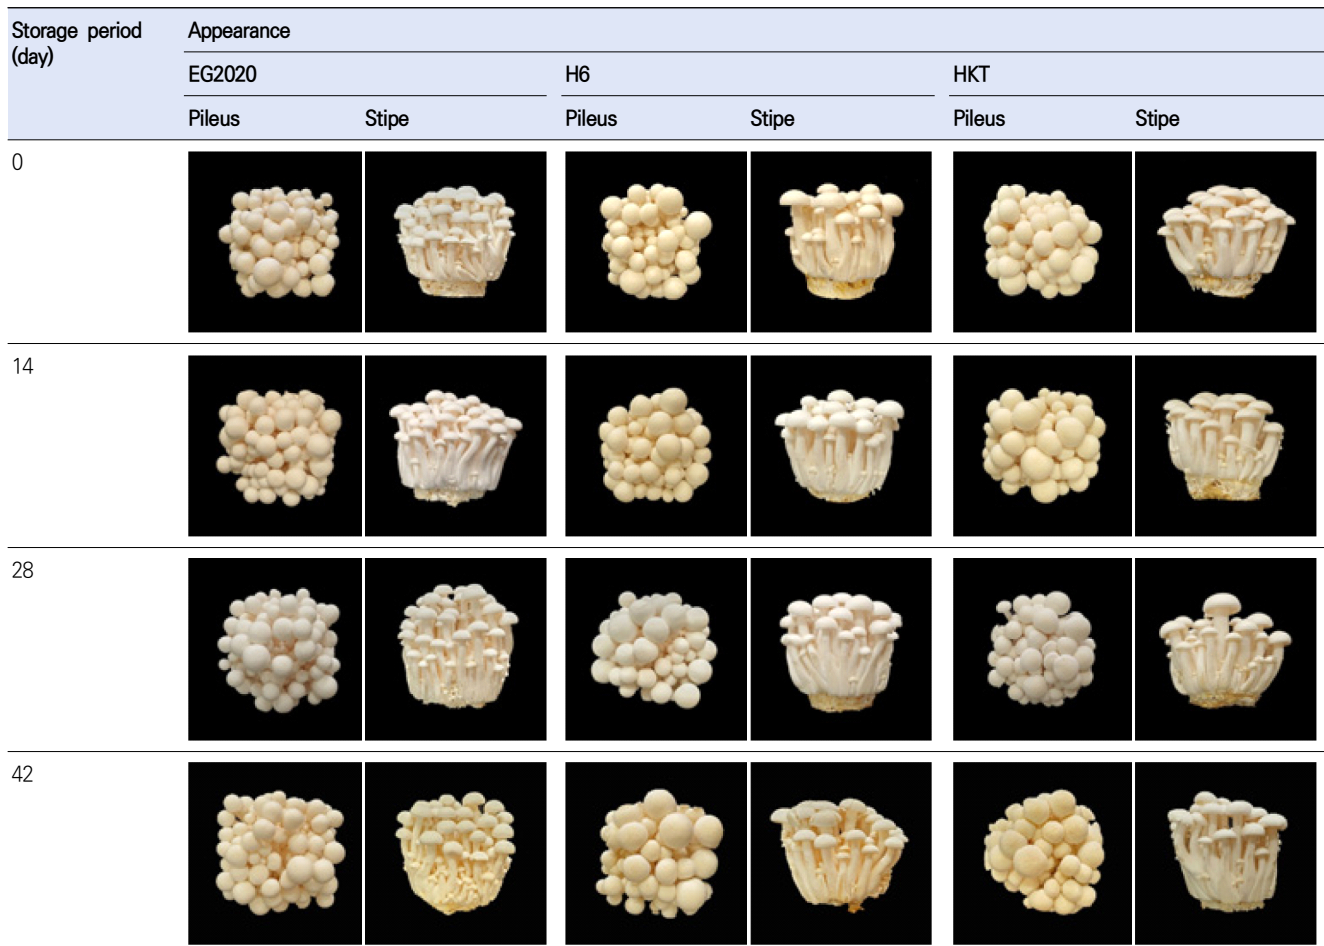 Storage period
(day)
Appearance
EG2020 H6 HKT
Pileus Stipe Pileus Stipe Pileus Stipe
0
14
28
42